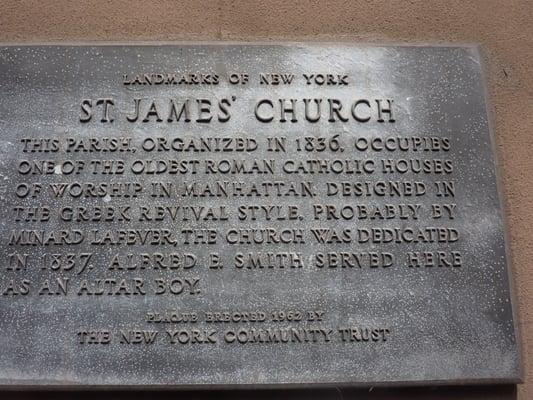 LANDMARKS OF NEW YORK
ST. JAMES' CHURCH
THIS PARISH, ORGANIZED IN 1836, OCCUPIES
ONE OF THE OLDEST ROMAN CATHOLIC HOUSES
OF WORSHIP IN MANHATTAN. DESIGNED IN
THE GREEK REVIVAL STYLE, PROBABLY BY
MINARD LAFEVER, THE CHURCH WAS DEDICATED
IN 1837. ALFRED E. SMITH SERVED HERE
AS AN ALTAR BOY.
PLAQUE ERECTED 1962 BY
THE NEW YORK COMMUNITY TRUST